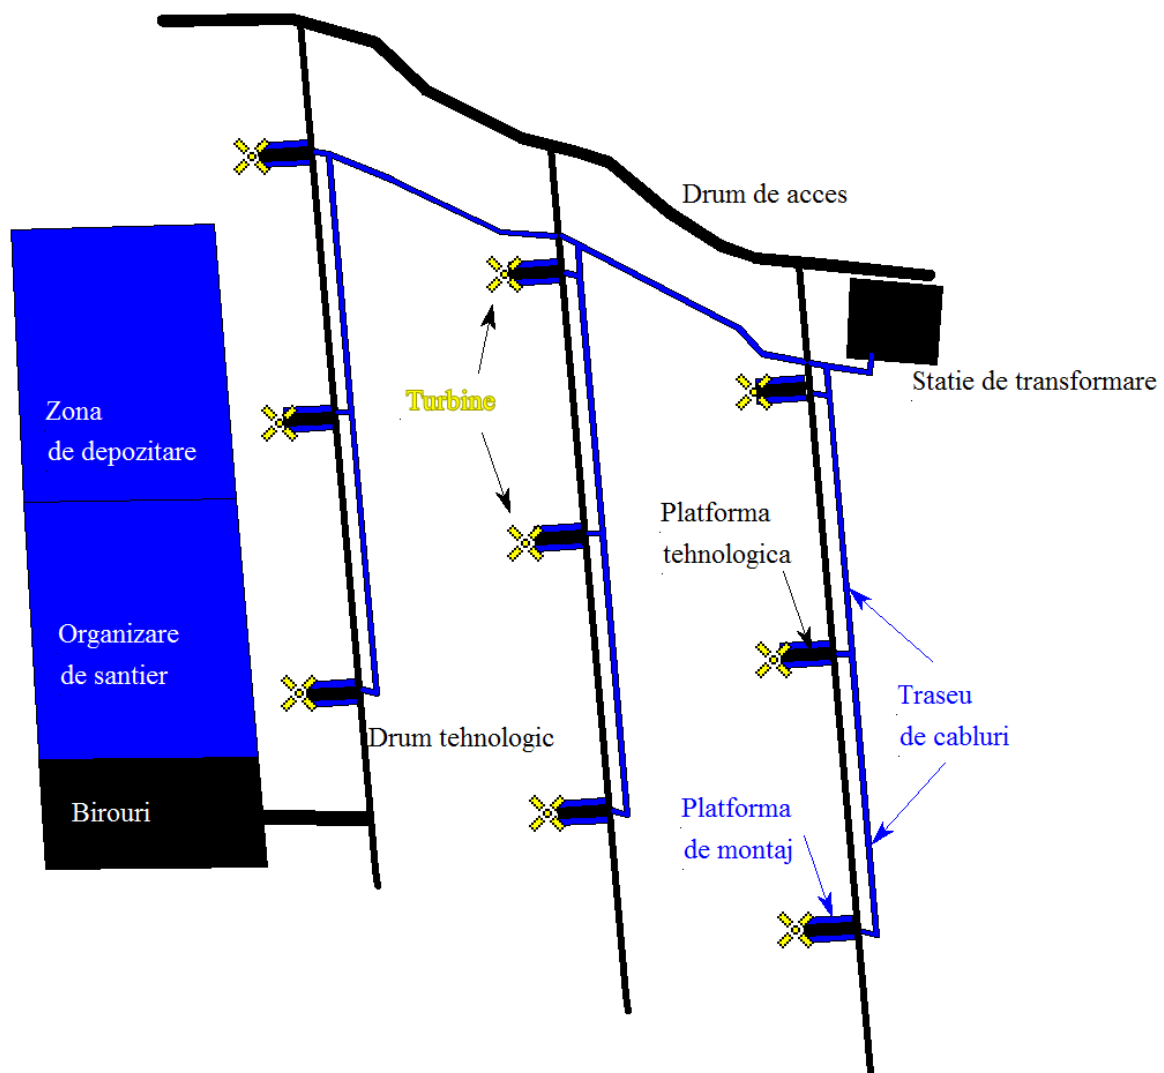 Drum de acces
Statie de transformare
Turbine
Zona
de depozitare
Platforma
tehnologica
Organizare
de santier
Traseu
de cabluri
Drum tehnologic
Birouri
Platforma
de montaj